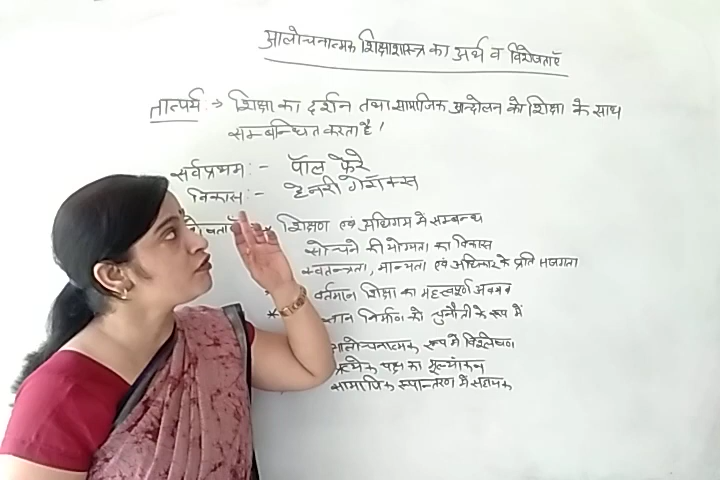 आलोचनात्मक शिक्षाशास्त्र का अर्थ व विशेषताएँ
तात्पर्य :→ शिक्षा का दर्शन तथा सामाजिक आन्दोलन को शिक्षा के साथ
सम्बन्धित करता है।
सर्वप्रथम :- पॉल फेरे
विकास :- हेनरी गेरॉक्स
शिक्षण एवं अधिगम में सम्बन्ध
सोचने की योग्यता का विकास
स्वतन्त्रता, मान्यता एवं अधिकार के प्रति सजगता
वर्तमान शिक्षा का महत्वपूर्ण अवयव
* निर्माण को चुनौती के रूप में
आलोचनात्मक रूप में विश्लेषण
प्रत्येक पक्ष का मूल्यांकन
सामाजिक रूपान्तरण में सहायक